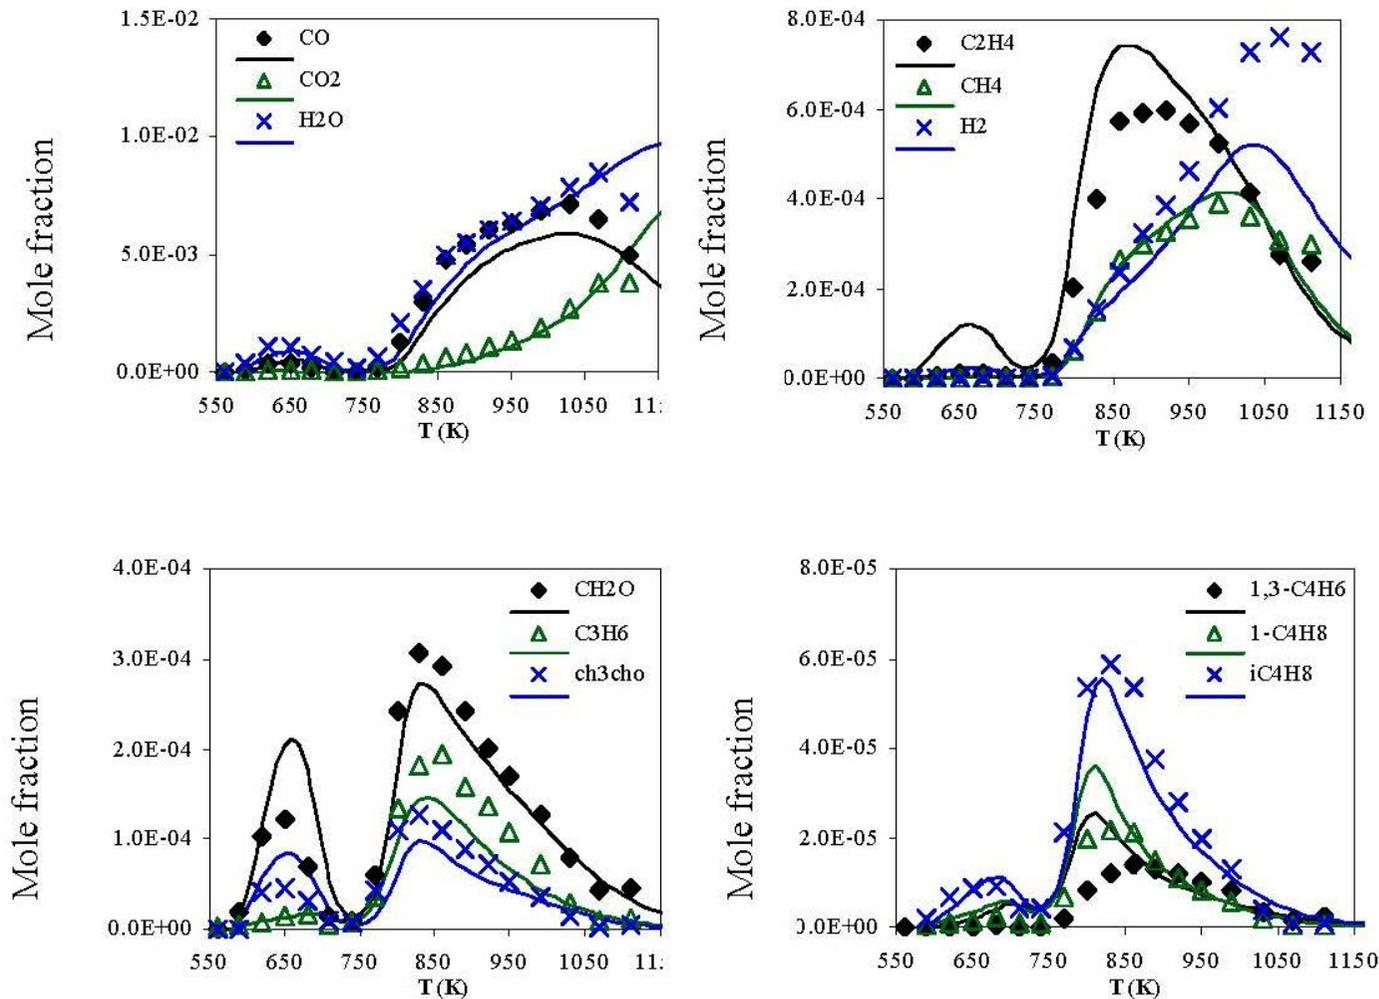 1.5E-02
CO
CO2
H2O
1.0E-02
5.0E-03
0.0E+00
550 650 750 850 950 1050 11:
T (K)
Mole fraction
8.0E-04
C2H4
CH4
H2
6.0E-04
4.0E-04
2.0E-04
0.0E+00
550 650 750 850 950 1050 1150
T (K)
Mole fraction
4.0E-04
CH2O
C3H6
ch3cho
3.0E-04
2.0E-04
1.0E-04
0.0E+00
550 650 750 850 950 1050 11:
T (K)
Mole fraction
8.0E-05
1,3-C4H6
1-C4H8
iC4H8
6.0E-05
4.0E-05
2.0E-05
0.0E+00
550 650 750 850 950 1050 1150
T (K)
Mole fraction